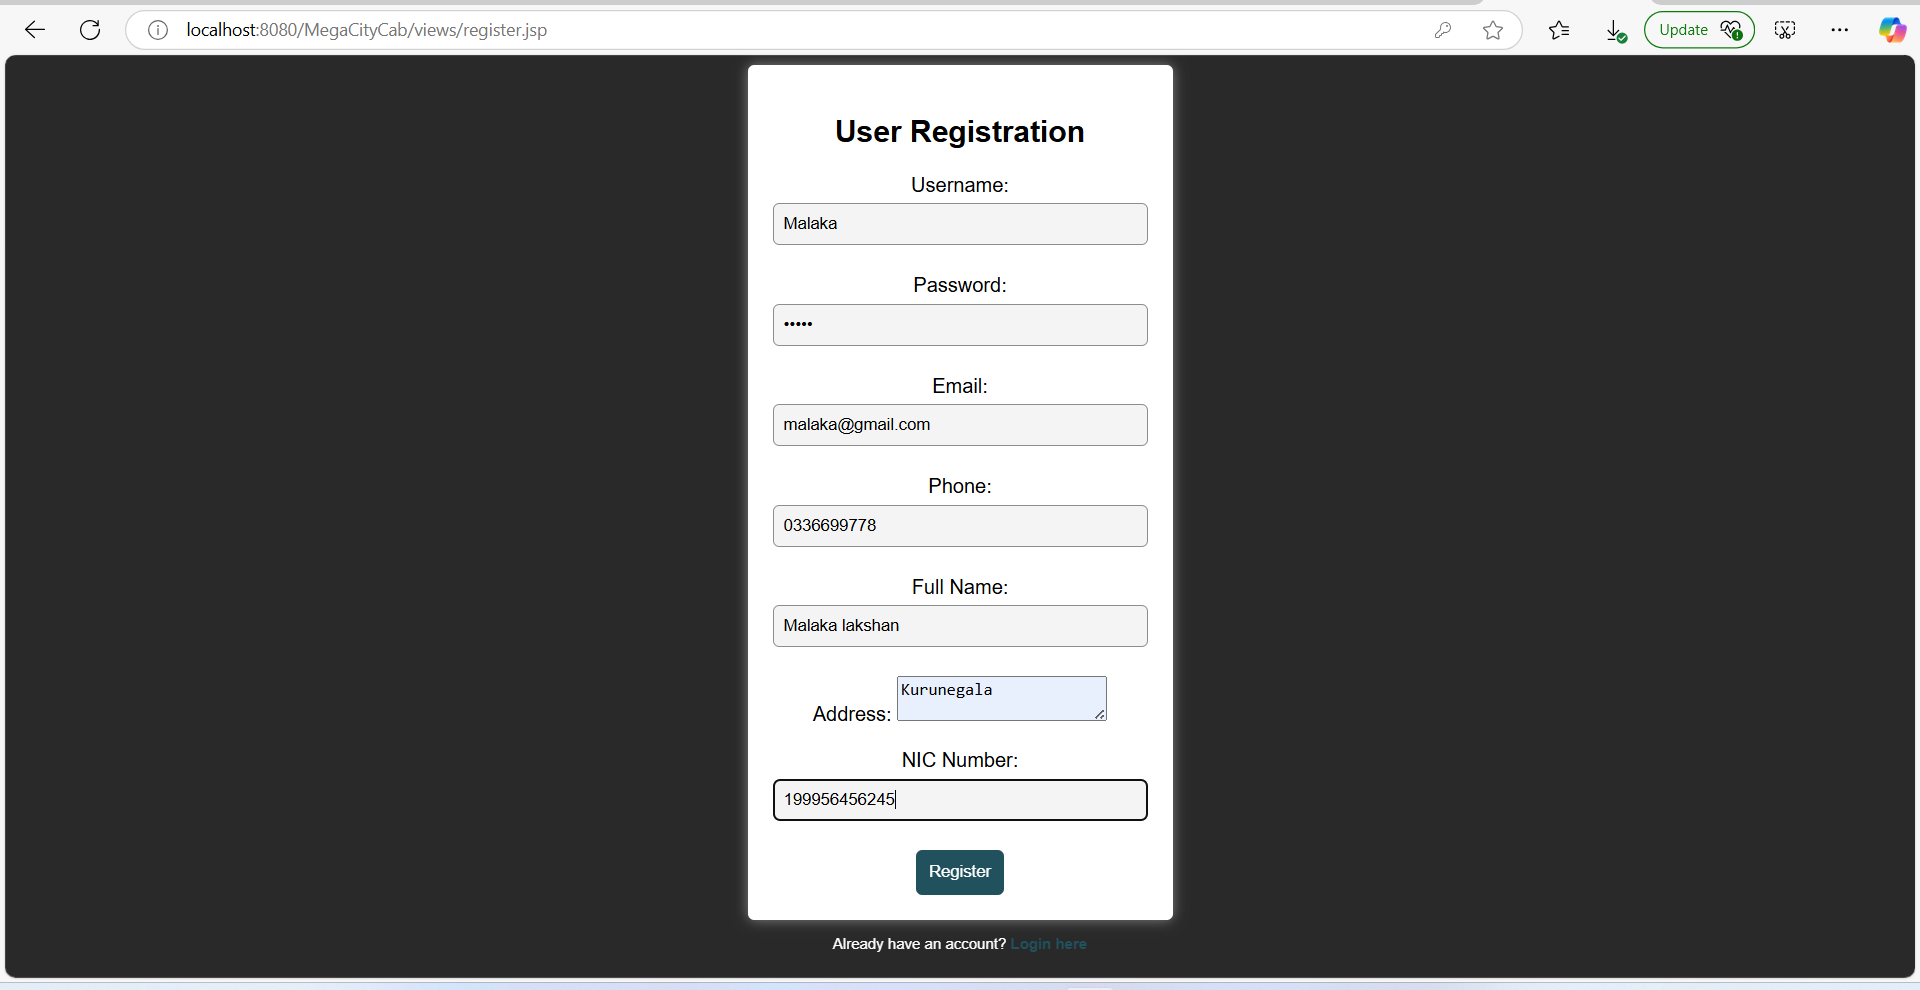 localhost:8080/MegaCityCab/views/register.jsp
Update
User Registration
Username:
Malaka
Password:
•••••
Email:
malaka@gmail.com
Phone:
0336699778
Full Name:
Malaka lakshan
Kurunegala
Address:
NIC Number:
199956456245
Register
Already have an account? Login here